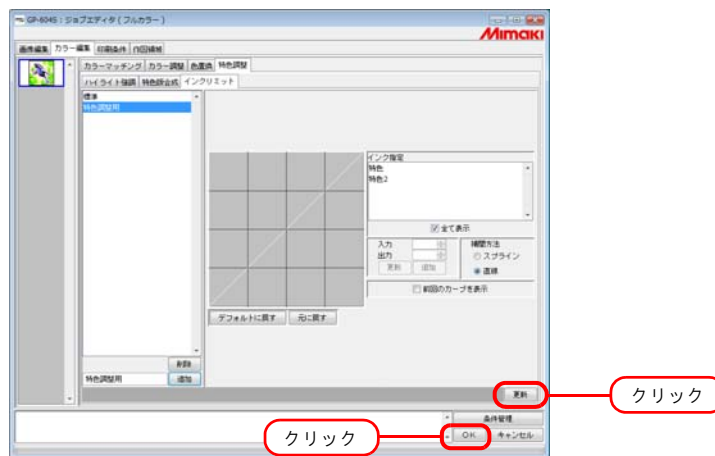 GP-604S : ジョブエディタ ( フルカラー )
Mimaki
画像編集 カラー編集 印刷条件 作図領域
カラーマッチング カラー調整 色置換 特色調整
ハイライト強調 特色版合成 インクリミット
標準
特色調整用
インク指定
特色
特色2
全て表示
入力
出力
更新 追加
補間方法
スプライン
直線
前回のカーブを表示
デフォルトに戻す 元に戻す
削除
特色調整用 追加
更新
クリック
条件管理
クリック
OK キャンセル